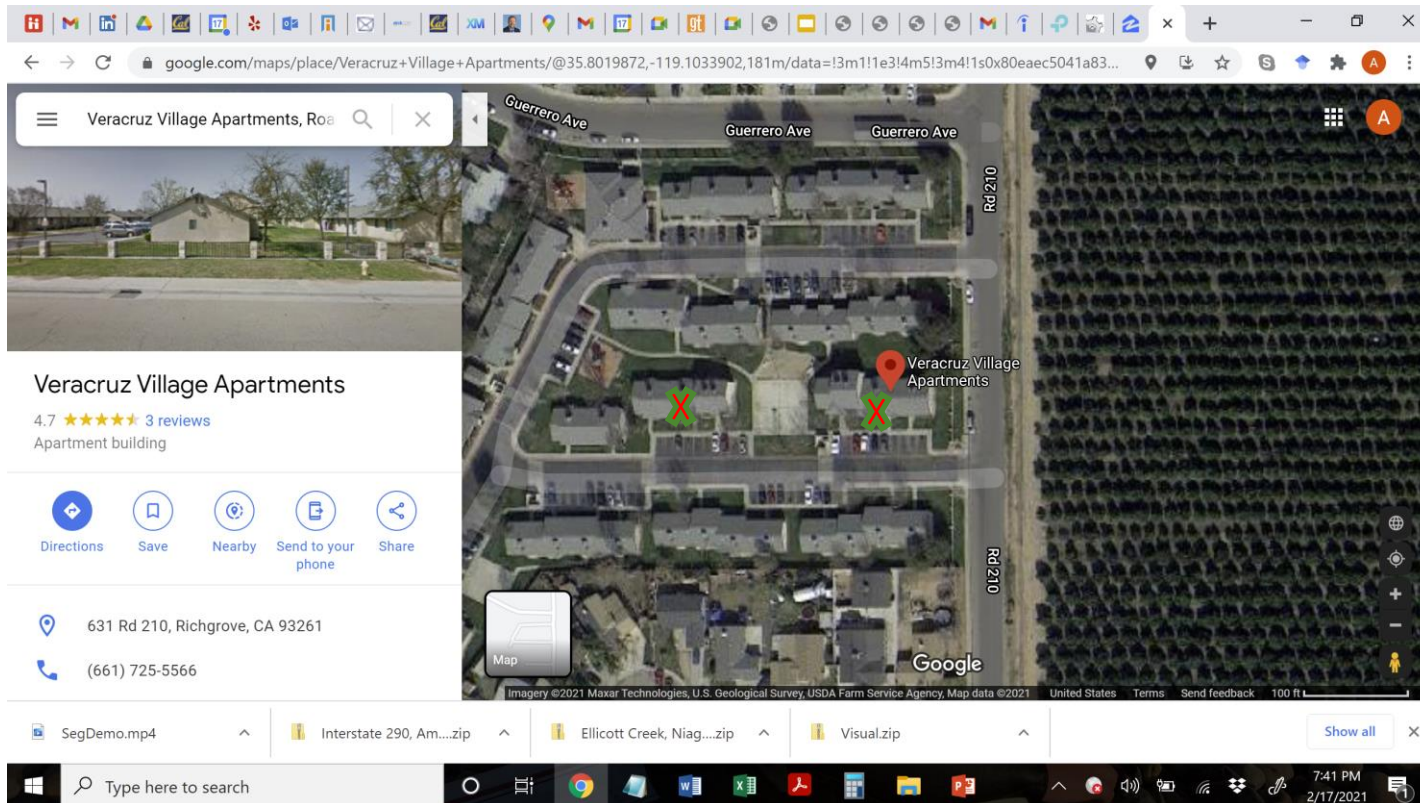 google.com/maps/place/Veracruz+Village+Apartments/@35.8019872,-119.1033902,181m/data=!3m1!1e3!4m5!3m4!1s0x80eaec5041a83...
A
Veracruz Village Apartments, Roa
A
Guerrero Ave
Guerrero Ave
Guerrero Ave
Rd 210
Veracruz Village
Apartments
X
X
Rd 210
Veracruz Village Apartments
4.7
3 reviews
Apartment building
Directions
Save
Nearby
Send to your
phone
Share
631 Rd 210, Richgrove, CA 93261
(661) 725-5566
Map
Google
Imagery ©2021 Maxar Technologies, U.S. Geological Survey, USDA Farm Service Agency, Map data ©2021 United States Terms Send feedback 100 ft
SegDemo.mp4
Interstate 290, Am....zip
Ellicott Creek, Niag....zip
Visual.zip
Show all
Type here to search
7:41 PM
2/17/2021